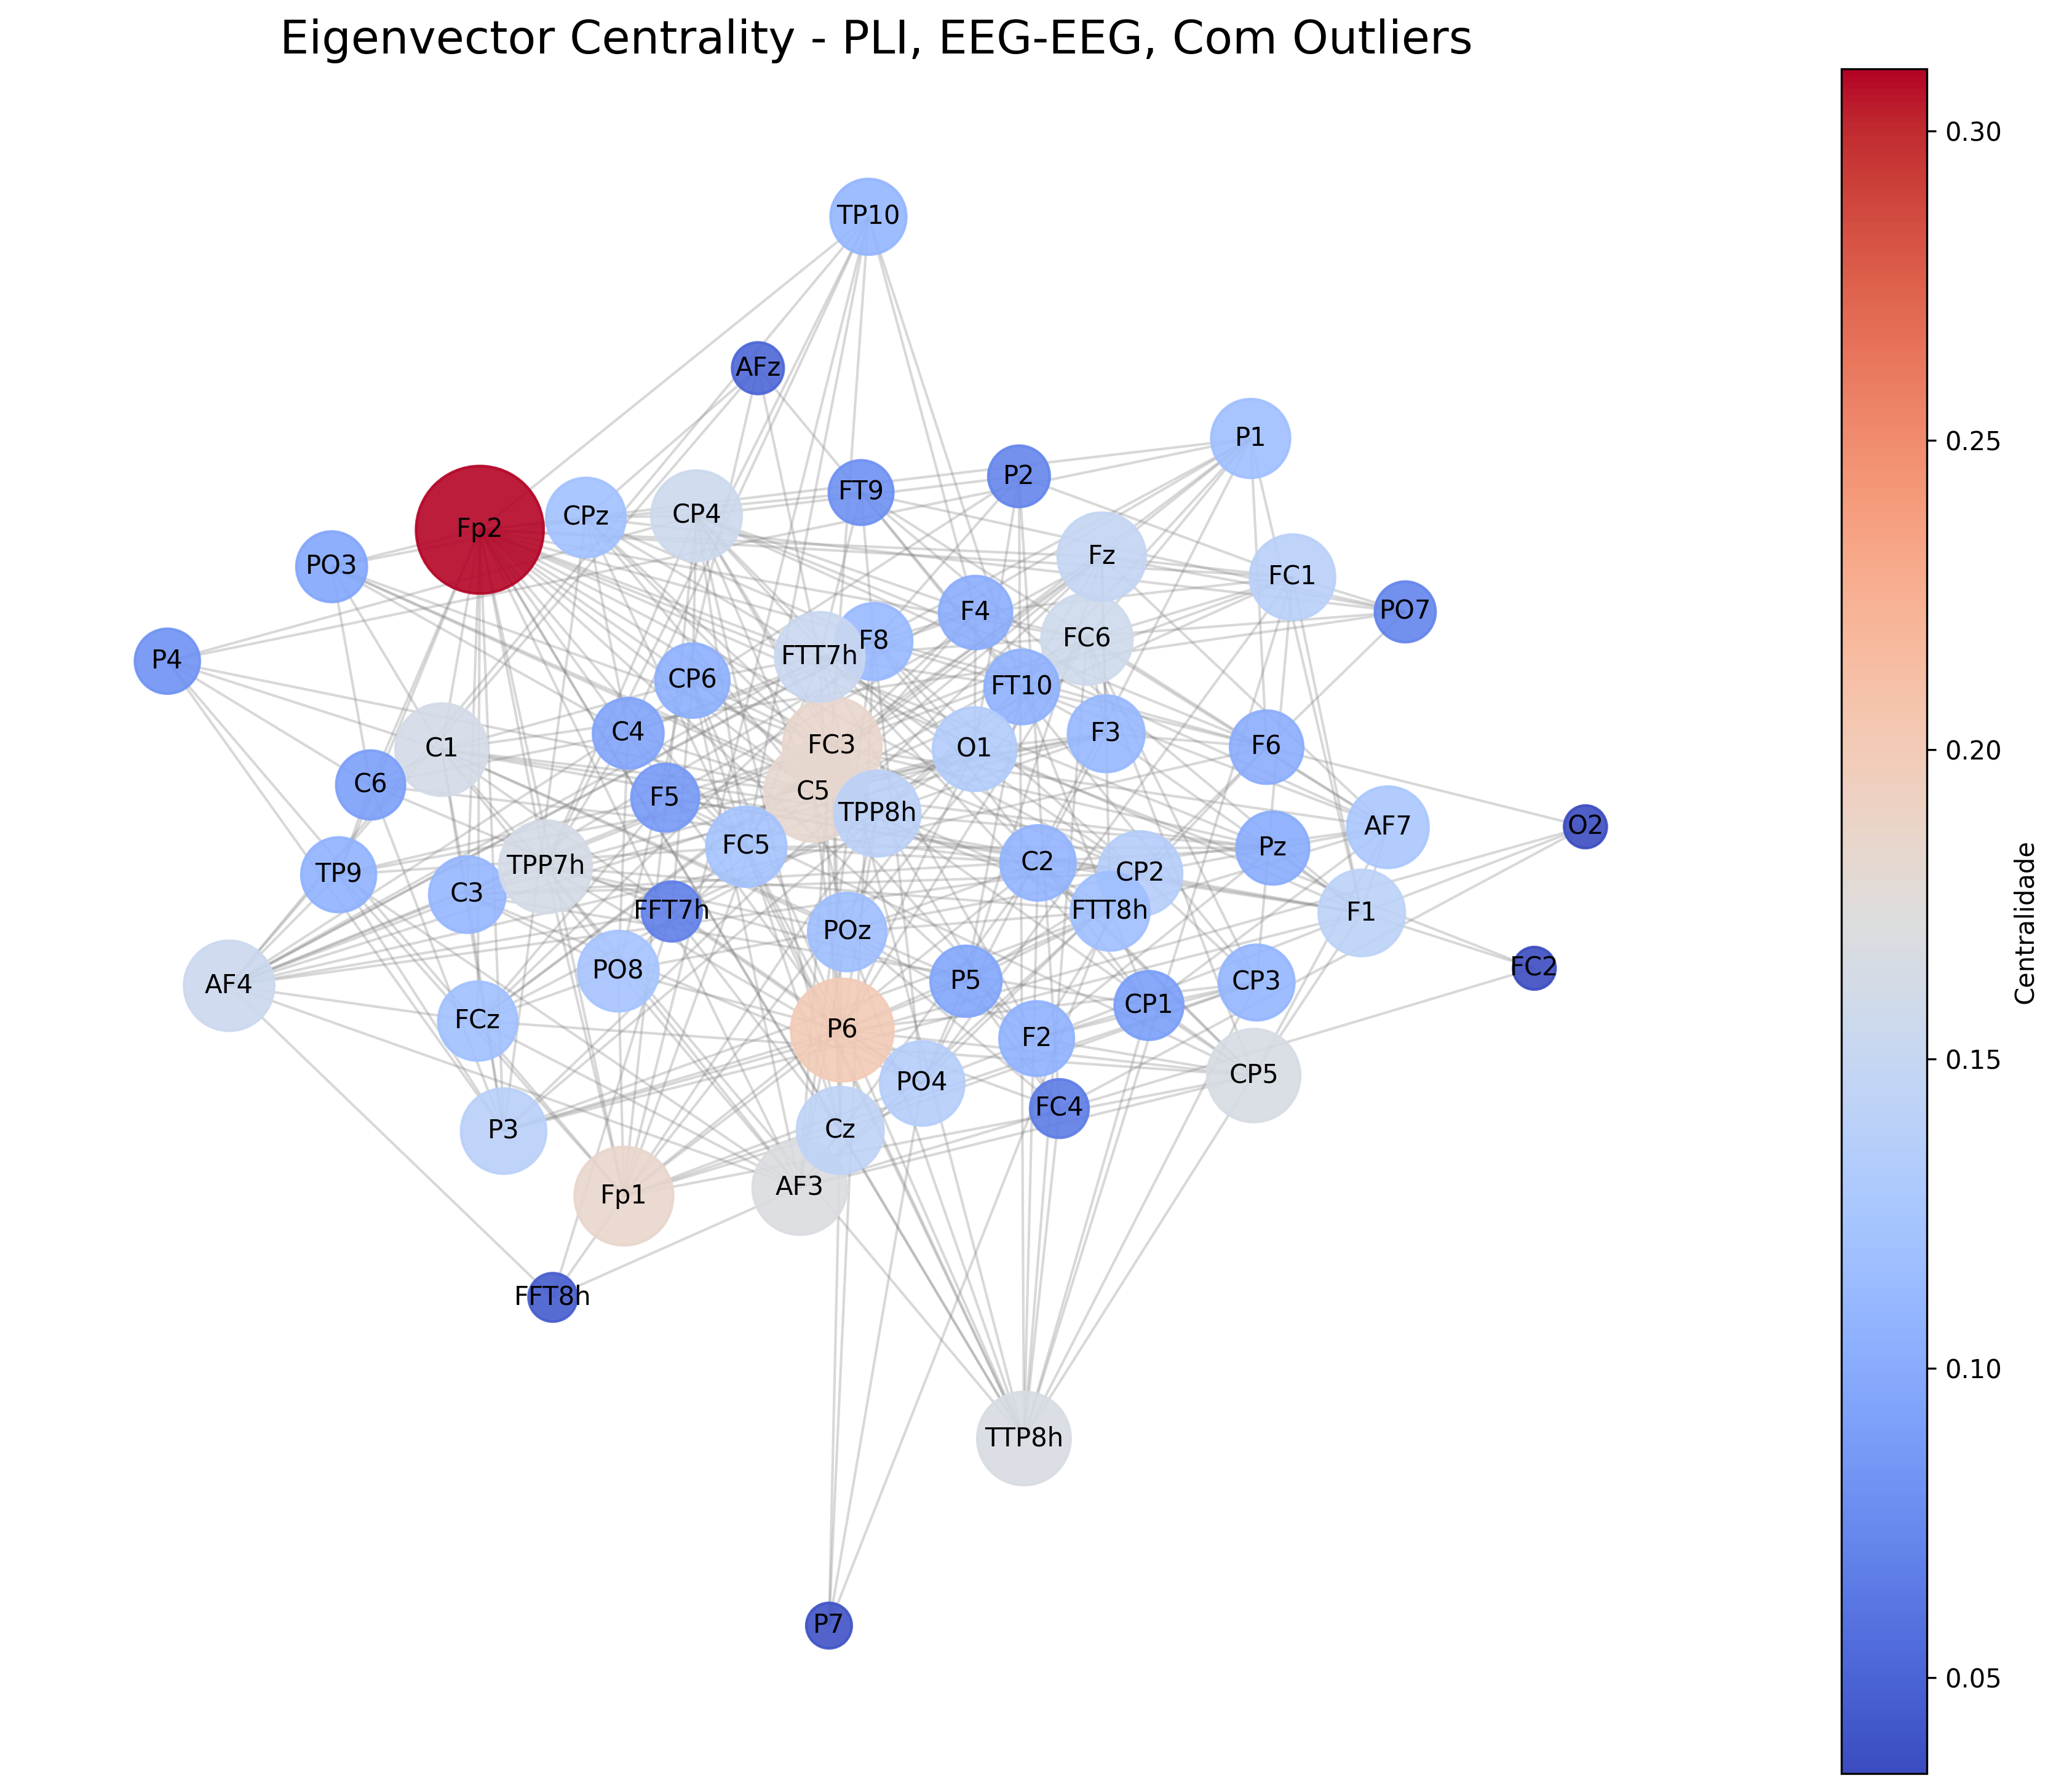 Eigenvector Centrality - PLI, EEG-EEG, Com Outliers
TP10
AFz
P1
P2
FT9
CP4
CPz
Fp2
Fz
PO3
FC1
F4
PO7
FC6
F8
FTT7h
P4
CP6
FT10
C4
F3
FC3
F6
C1
O1
C6
C5
F5
TPP8h
AF7
O2
FC5
Pz
C2
TPP7h
CP2
TP9
C3
FFT7h
FTT8h
F1
POz
FC2
PO8
P5
CP3
AF4
CP1
FCz
P6
F2
CP5
PO4
FC4
P3
Cz
AF3
Fp1
FFT8h
TTP8h
P7
0.30
0.25
0.20
0.15
0.10
0.05
Centralidade